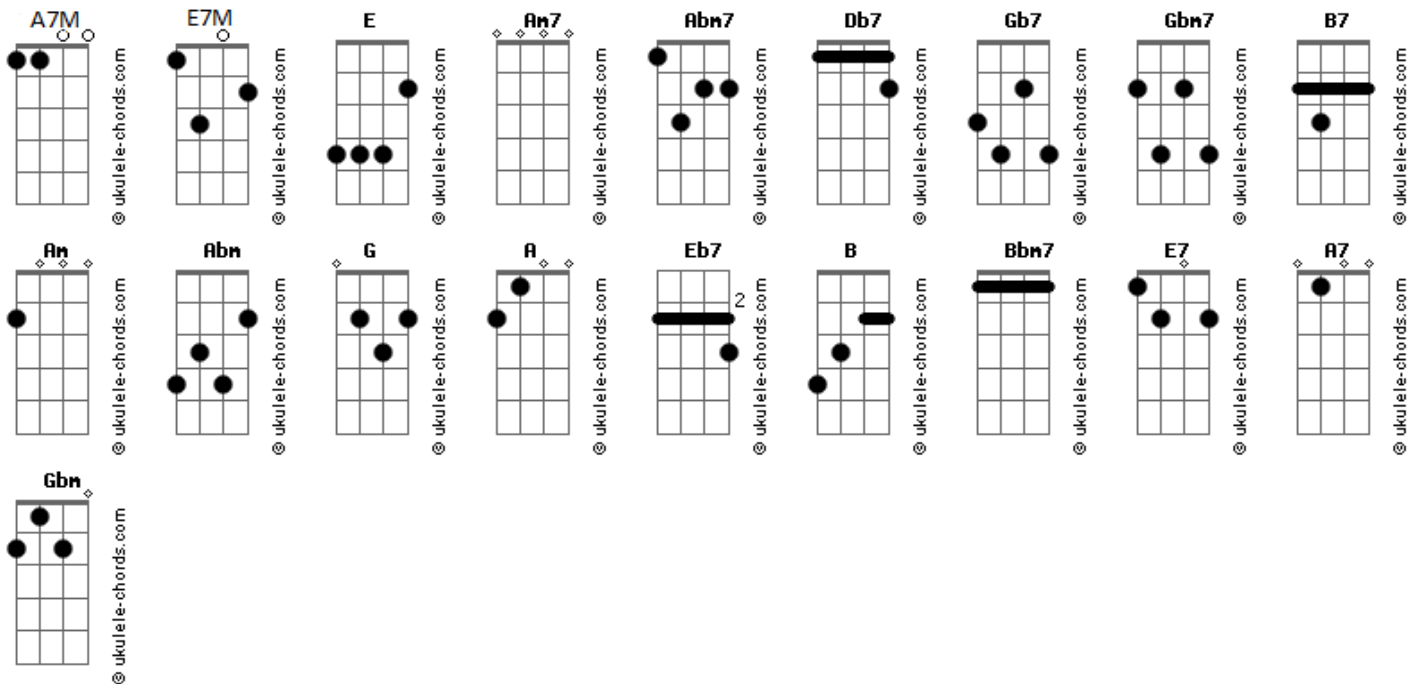 A7M E7M E Am7 Abm7 Db7 Gb7 Gbm7 B7
© ukulele-chords.com © ukulele-chords.com © ukulele-chords.com © ukulele-chords.com © ukulele-chords.com © ukulele-chords.com © ukulele-chords.com © ukulele-chords.com © ukulele-chords.com
Am Abm G A Eb7 B Bbm7 E7 A7
2
© ukulele-chords.com © ukulele-chords.com © ukulele-chords.com © ukulele-chords.com © ukulele-chords.com © ukulele-chords.com © ukulele-chords.com © ukulele-chords.com © ukulele-chords.com
Gbm
© ukulele-chords.com